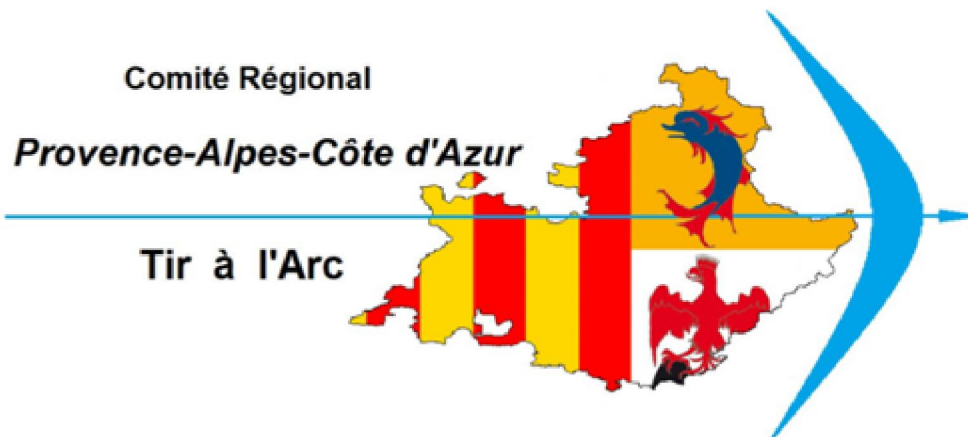 Comité Régional
Provence-Alpes-Côte d'Azur
Tir à l'Arc